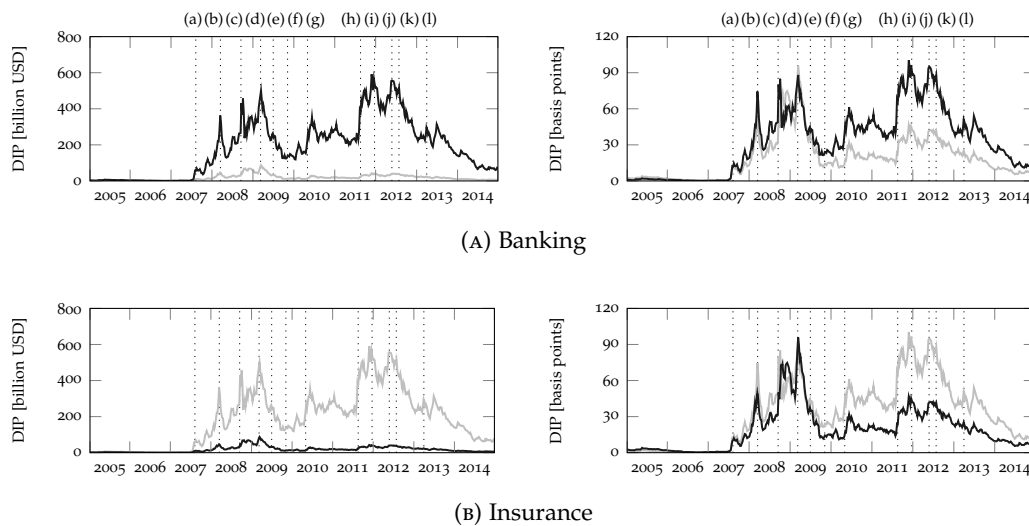 (a) (b) (c) (d) (e) (f) (g) (h) (i) (j) (k) (l) (a) (b) (c) (d) (e) (f) (g) (h) (i) (j) (k) (l)
800 120
600 90
400 60
200 30
0 0
DIP [billion USD] DIP [basis points]
2005 2006 2007 2008 2009 2010 2011 2012 2013 2014 2005 2006 2007 2008 2009 2010 2011 2012 2013 2014
(A) Banking
800 120
600 90
400 60
200 30
0 0
DIP [billion USD] DIP [basis points]
2005 2006 2007 2008 2009 2010 2011 2012 2013 2014 2005 2006 2007 2008 2009 2010 2011 2012 2013 2014
(B) Insurance